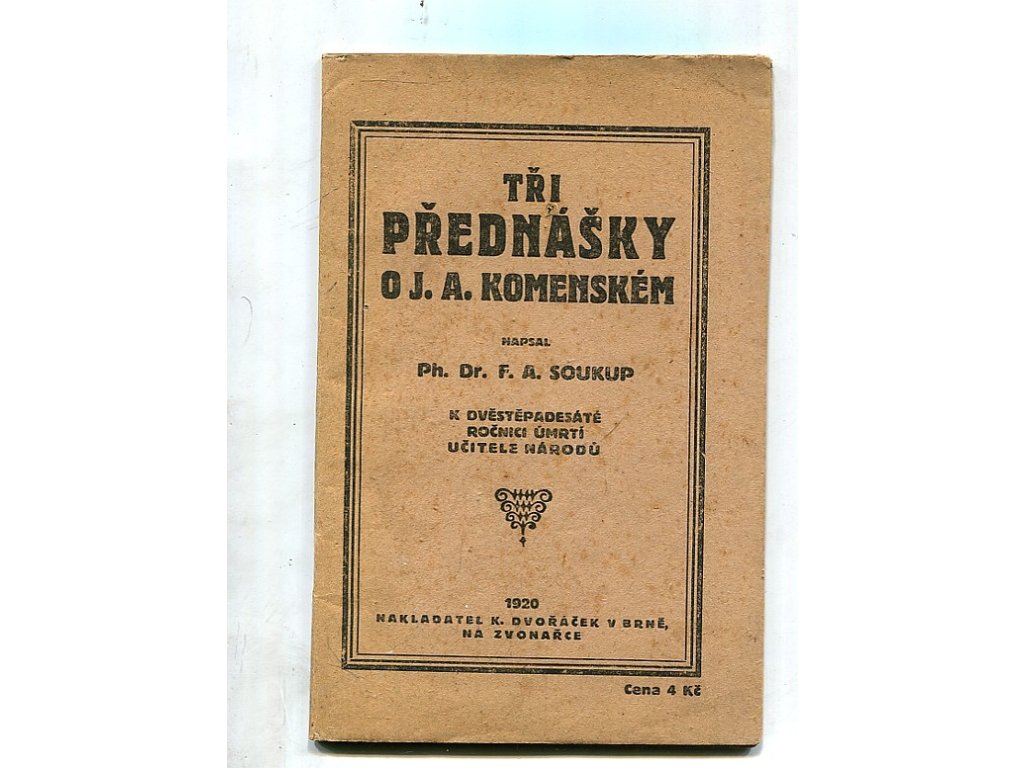 TŘI
PŘEDNÁŠKY
O J. A. KOMENSKÉM
NAPSAL
Ph. Dr. F. A. SOUKUP
K DVĚSTĚPADESÁTÉ
ROČNICI ÚMRTÍ
UČITELE NÁRODŮ
1920
NAKLADATEL K. DVOŘÁČEK V BRNĚ,
NA ZVONAŘCE
Cena 4 Kč